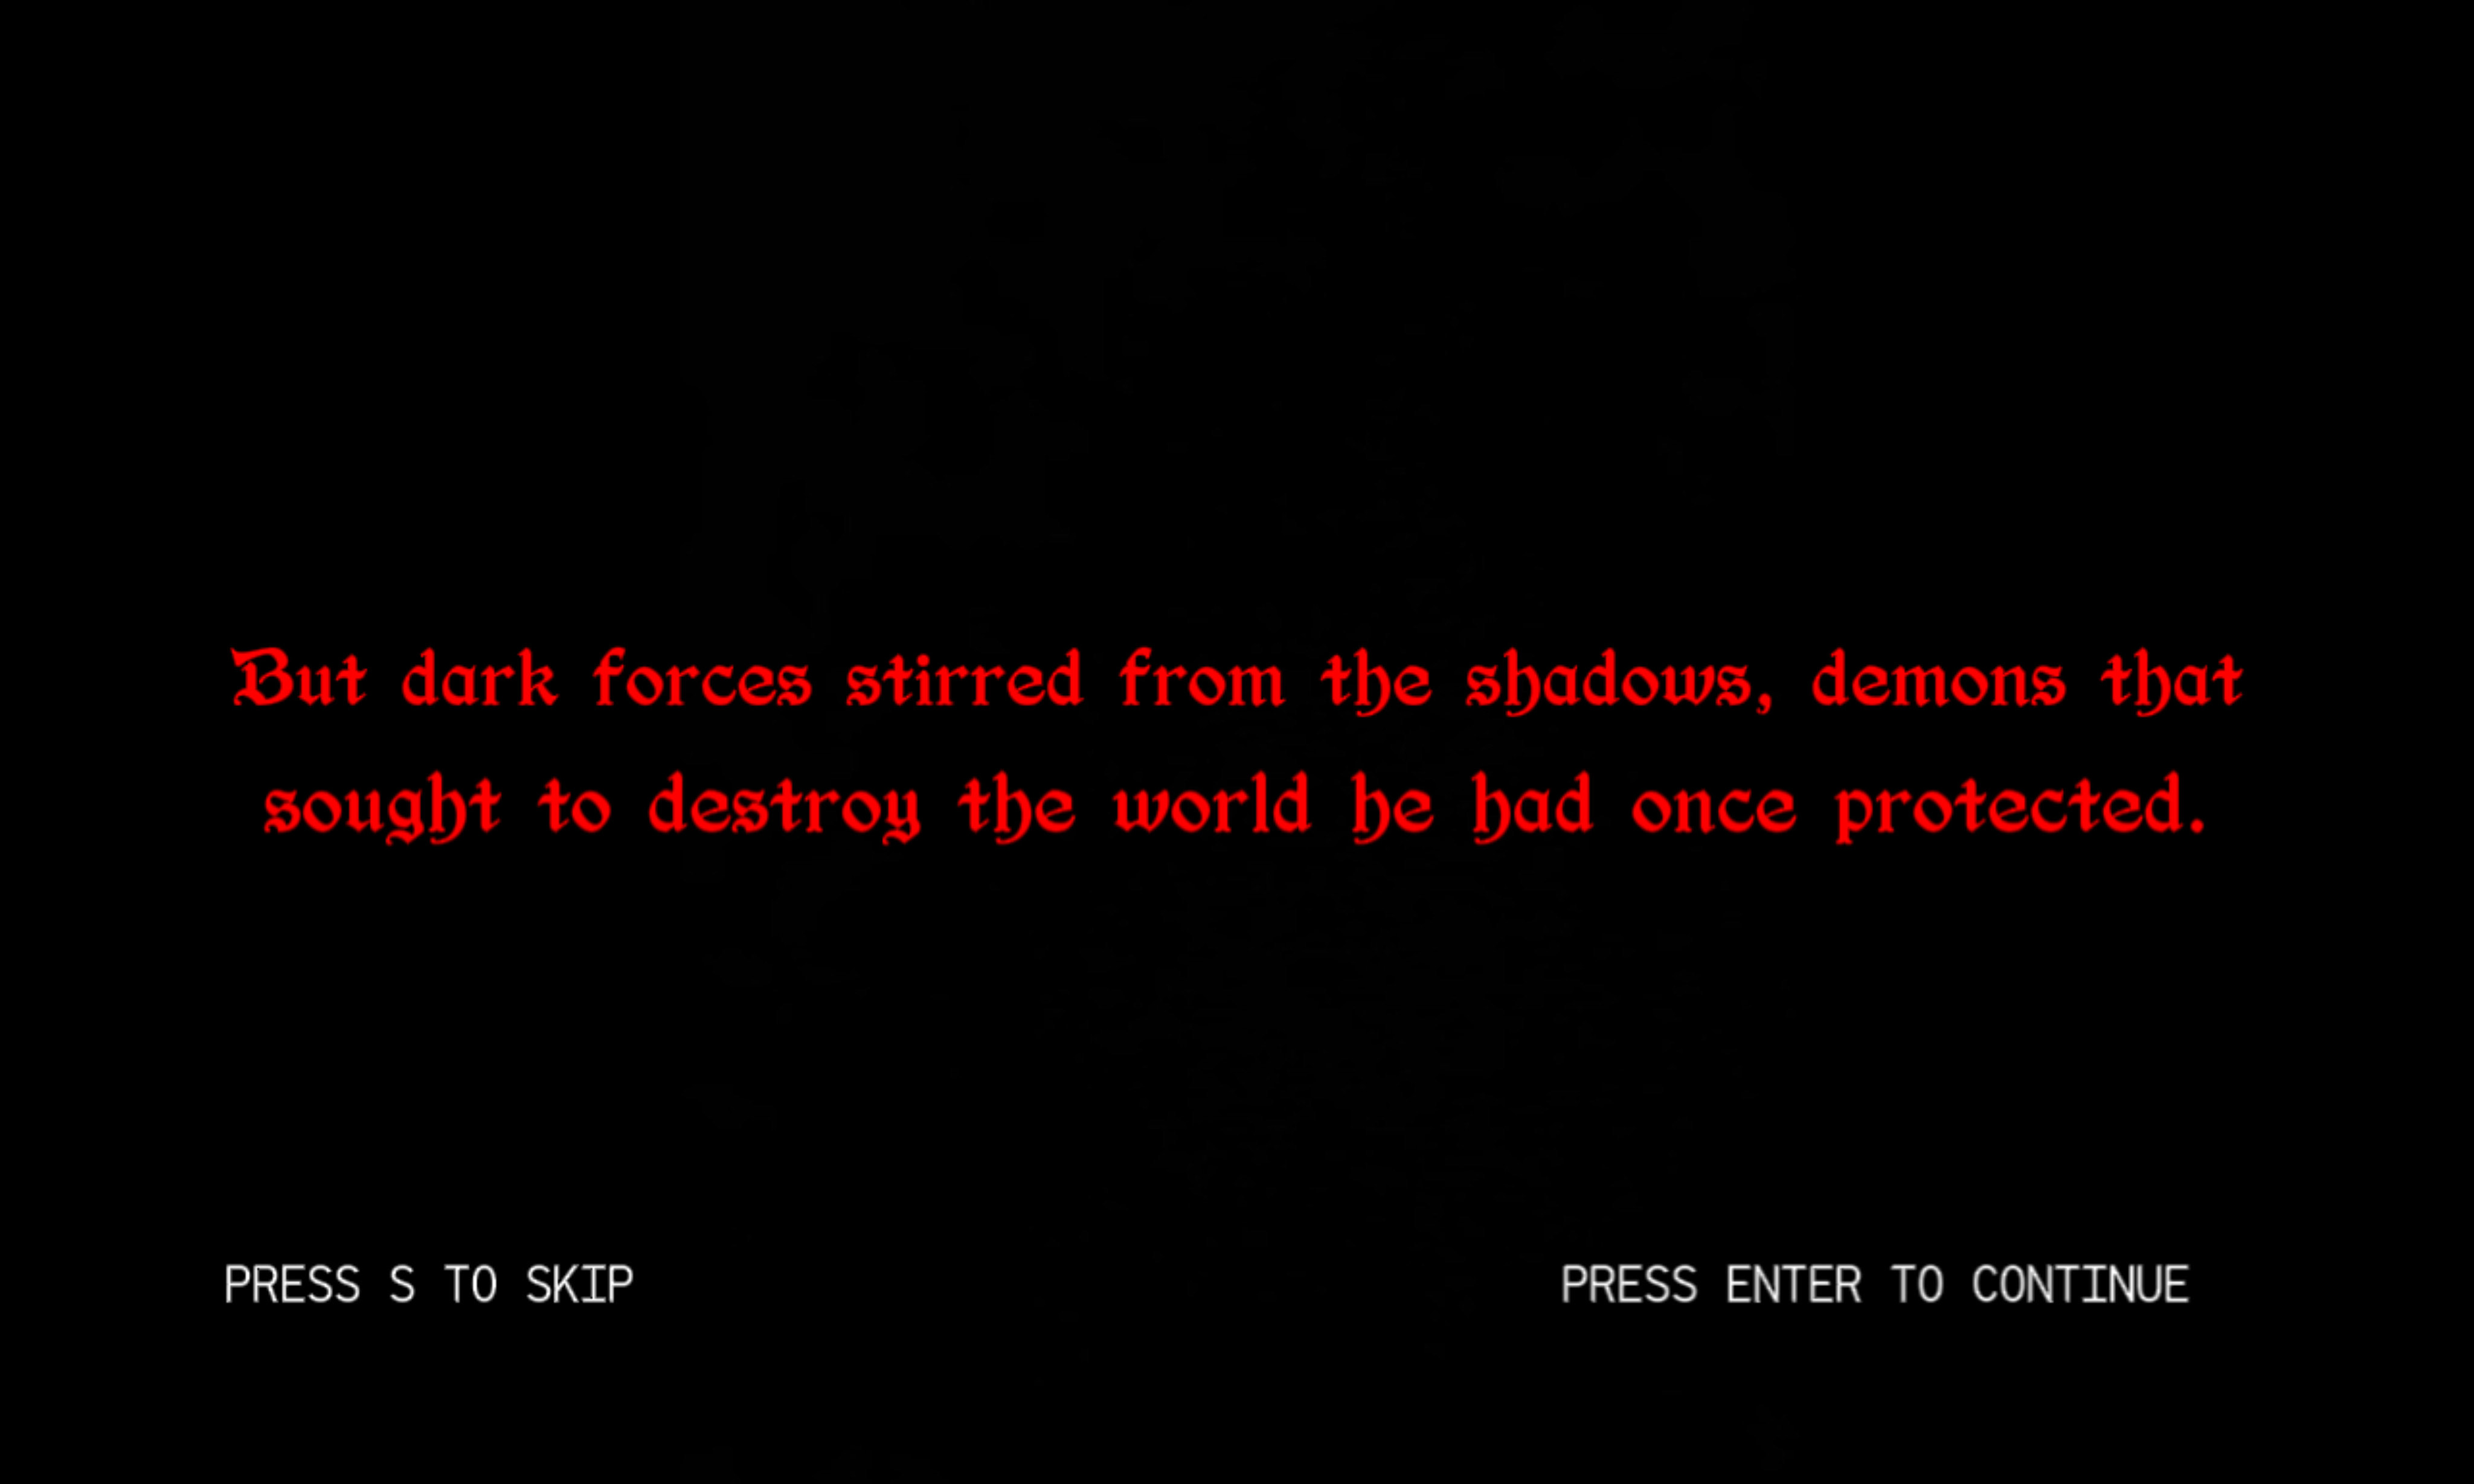 But dark forces stirred from the shadows, demons that
sought to destroy the world he had once protected.
PRESS S TO SKIP
PRESS ENTER TO CONTINUE